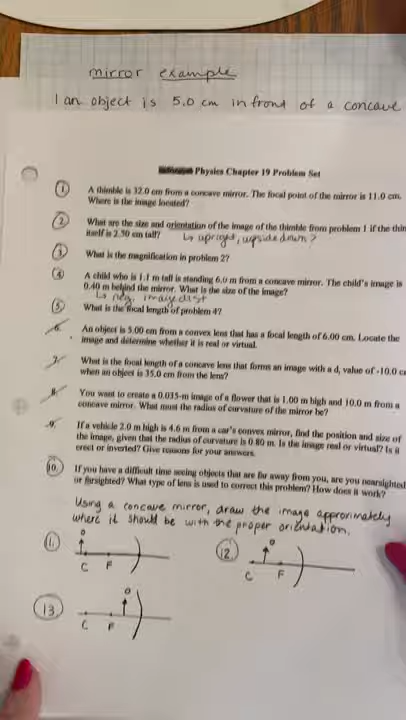 mirror example
1 an object is 5.0 cm in front of a concave
Physics Chapter 19 Problem Set
1 A thimble is 32.0 cm from a concave mirror. The focal point of the mirror is 11.0 cm.
Where is the image located?
2 What are the size and orientation of the image of the thimble from problem 1 if the thim
itself is 2.50 cm tall? ↳ upright, upside down?
3 What is the magnification in problem 2?
4 A child who is 1.1 m tall is standing 6.0 m from a concave mirror. The child's image is
0.40 m behind the mirror. What is the size of the image?
↳ neg. image dist
5 What is the focal length of problem 4?
6. An object is 5.00 cm from a convex lens that has a focal length of 6.00 cm. Locate the
image and determine whether it is real or virtual.
7. What is the focal length of a concave lens that forms an image with a d, value of -10.0 c
when an object is 35.0 cm from the lens?
8. You want to create a 0.035-m image of a flower that is 1.00 m high and 10.0 m from a
concave mirror. What must the radius of curvature of the mirror be?
9. If a vehicle 2.0 m high is 4.6 m from a car's convex mirror, find the position and size of
the image, given that the radius of curvature is 0.80 m. Is the image real or virtual? Is it
erect or inverted? Give reasons for your answers.
10. If you have a difficult time seeing objects that are far away from you, are you nearsighted
or farsighted? What type of lens is used to correct this problem? How does it work?
Using a concave mirror, draw the image approximately
where it should be with the proper orientation.
11. O 12. O
C F C F
13. O
C F